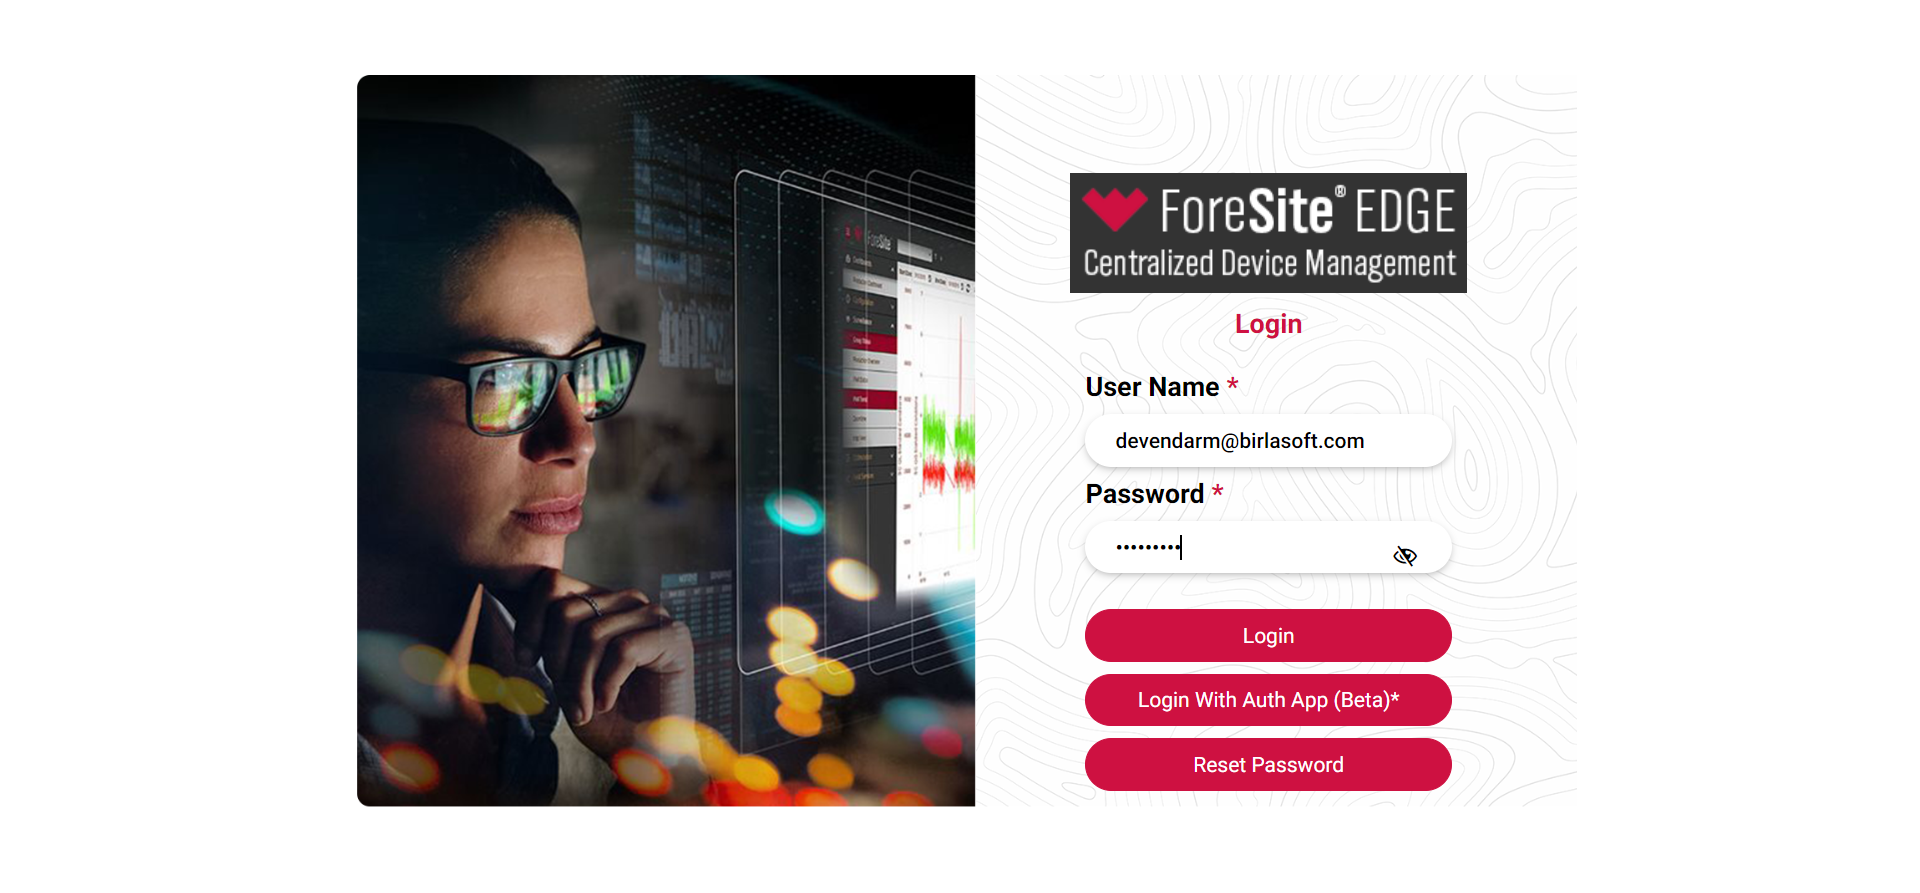 ForeSite® EDGE
Centralized Device Management
Login
User Name *
devendarm@birlasoft.com
Password *
•••••••••
Login
Login With Auth App (Beta)*
Reset Password
ForeSite